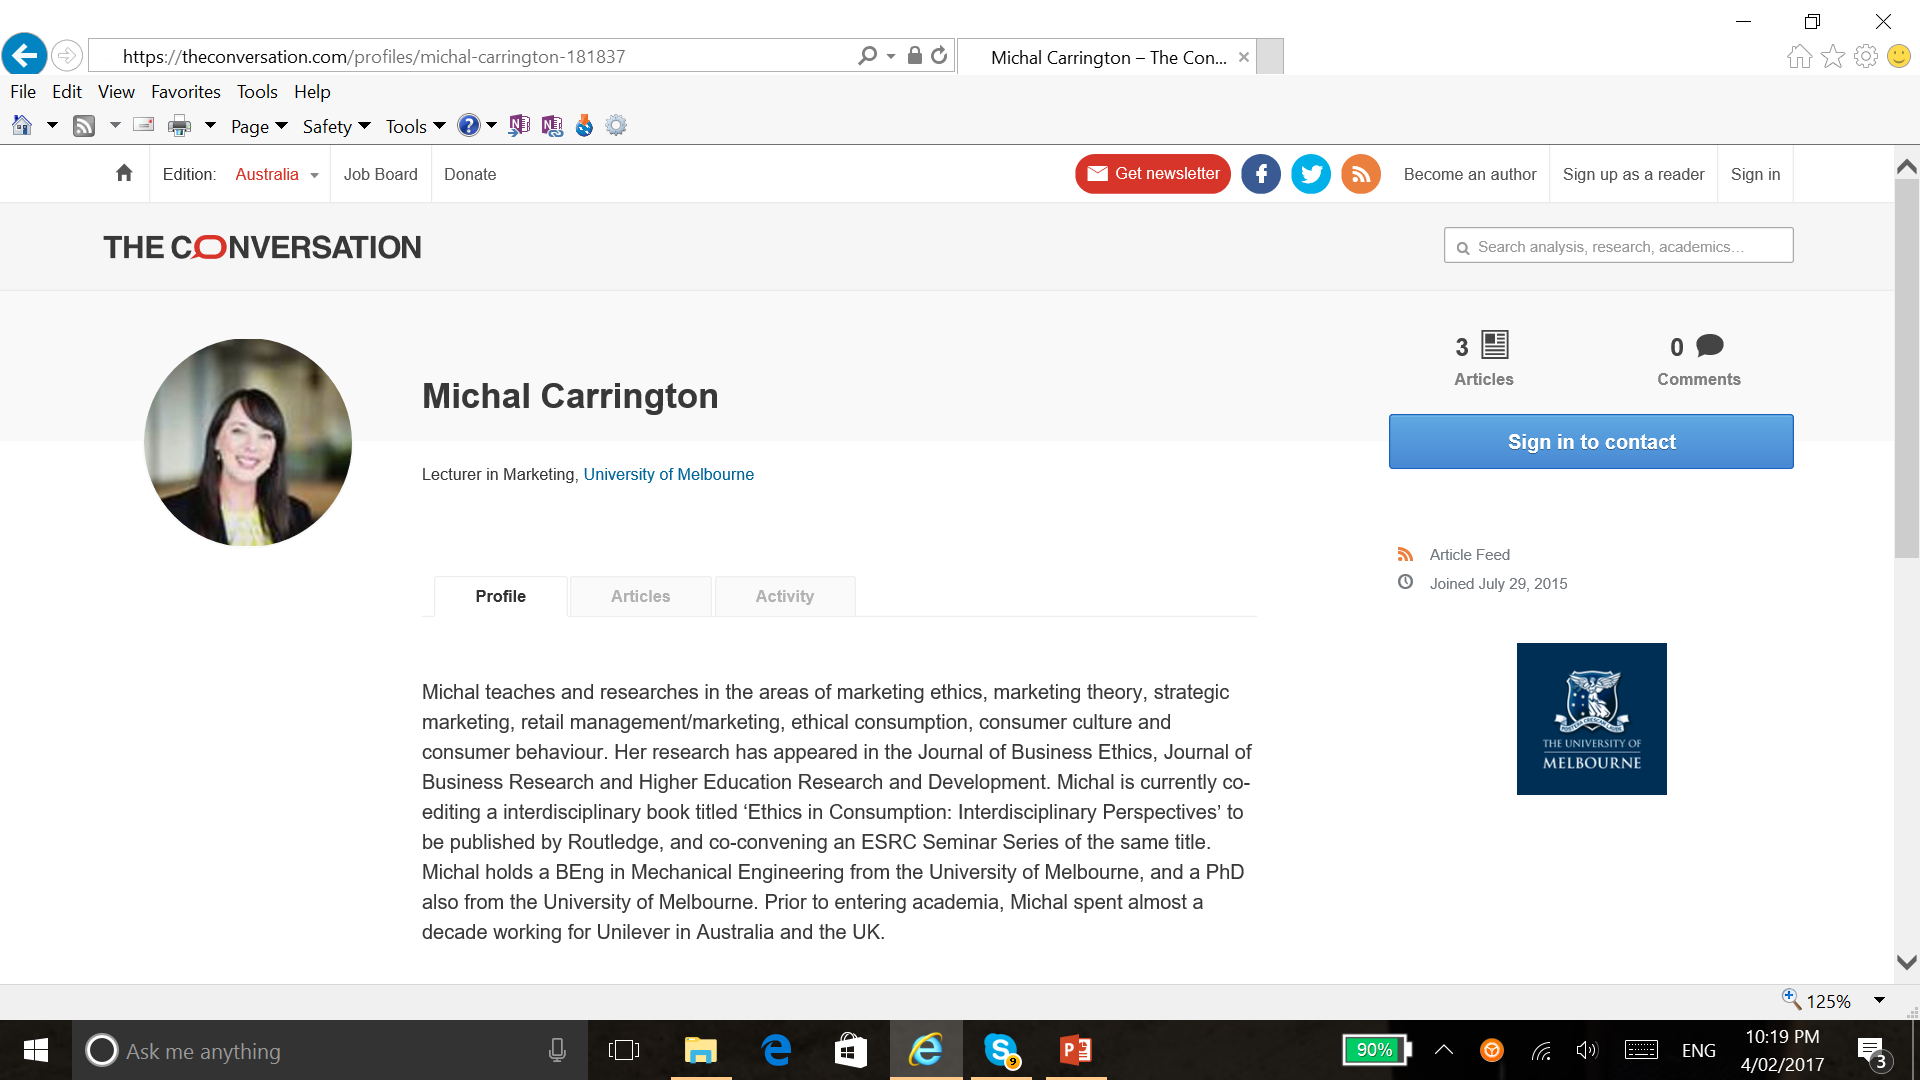 https://theconversation.com/profiles/michal-carrington-181837
Michal Carrington – The Con...
File Edit View Favorites Tools Help
Page Safety Tools
Edition: Australia Job Board Donate
Get newsletter Become an author Sign up as a reader Sign in
THE CONVERSATION
Search analysis, research, academics...
3 Articles
0 Comments
Michal Carrington
Sign in to contact
Lecturer in Marketing, University of Melbourne
Article Feed
Joined July 29, 2015
Profile Articles Activity
THE UNIVERSITY OF
MELBOURNE
Michal teaches and researches in the areas of marketing ethics, marketing theory, strategic
marketing, retail management/marketing, ethical consumption, consumer culture and
consumer behaviour. Her research has appeared in the Journal of Business Ethics, Journal of
Business Research and Higher Education Research and Development. Michal is currently co-
editing a interdisciplinary book titled ‘Ethics in Consumption: Interdisciplinary Perspectives’ to
be published by Routledge, and co-convening an ESRC Seminar Series of the same title.
Michal holds a BEng in Mechanical Engineering from the University of Melbourne, and a PhD
also from the University of Melbourne. Prior to entering academia, Michal spent almost a
decade working for Unilever in Australia and the UK.
125%
Ask me anything
9
90%
ENG
10:19 PM
4/02/2017
3